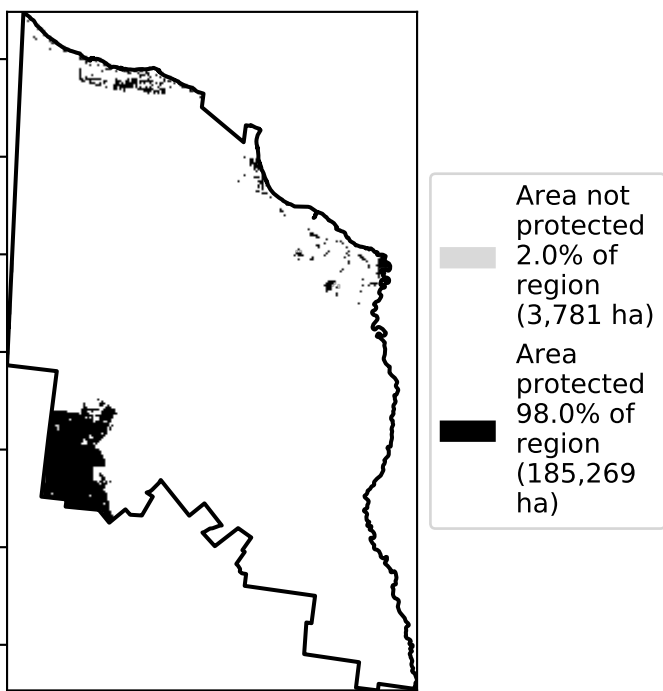 Area not
protected
2.0% of
region
(3,781 ha)
Area
protected
98.0% of
region
(185,269
ha)